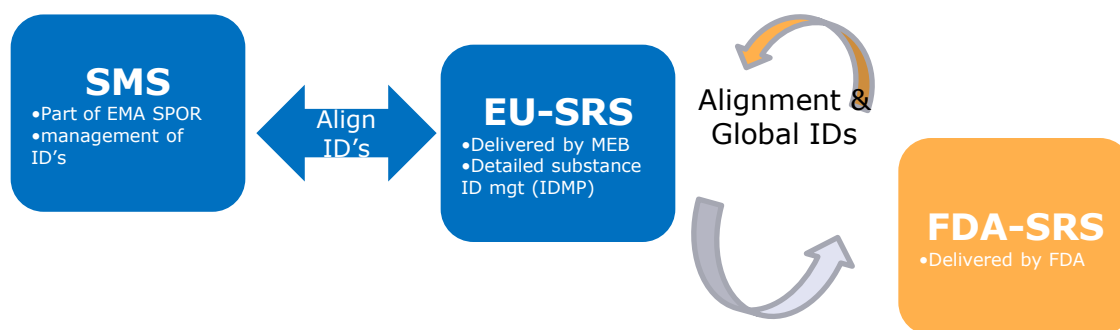 SMS
•Part of EMA SPOR
•management of
ID’s
Align
ID’s
EU-SRS
•Delivered by MEB
•Detailed substance
ID mgt (IDMP)
Alignment &
Global IDs
FDA-SRS
•Delivered by FDA